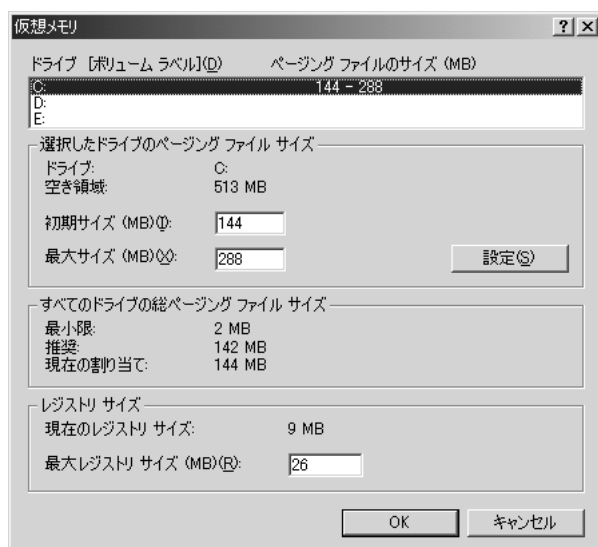 仮想メモリ
ドライブ [ボリューム ラベル](D) ページング ファイルのサイズ (MB)
C: 144 - 288
D:
E:
選択したドライブのページング ファイル サイズ
ドライブ: C:
空き領域: 513 MB
初期サイズ (MB)(I): 144
最大サイズ (MB)(X): 288
設定(S)
すべてのドライブの総ページング ファイル サイズ
最小限: 2 MB
推奨: 142 MB
現在の割り当て: 144 MB
レジストリ サイズ
現在のレジストリ サイズ: 9 MB
最大レジストリ サイズ (MB)(R): 26
OK キャンセル